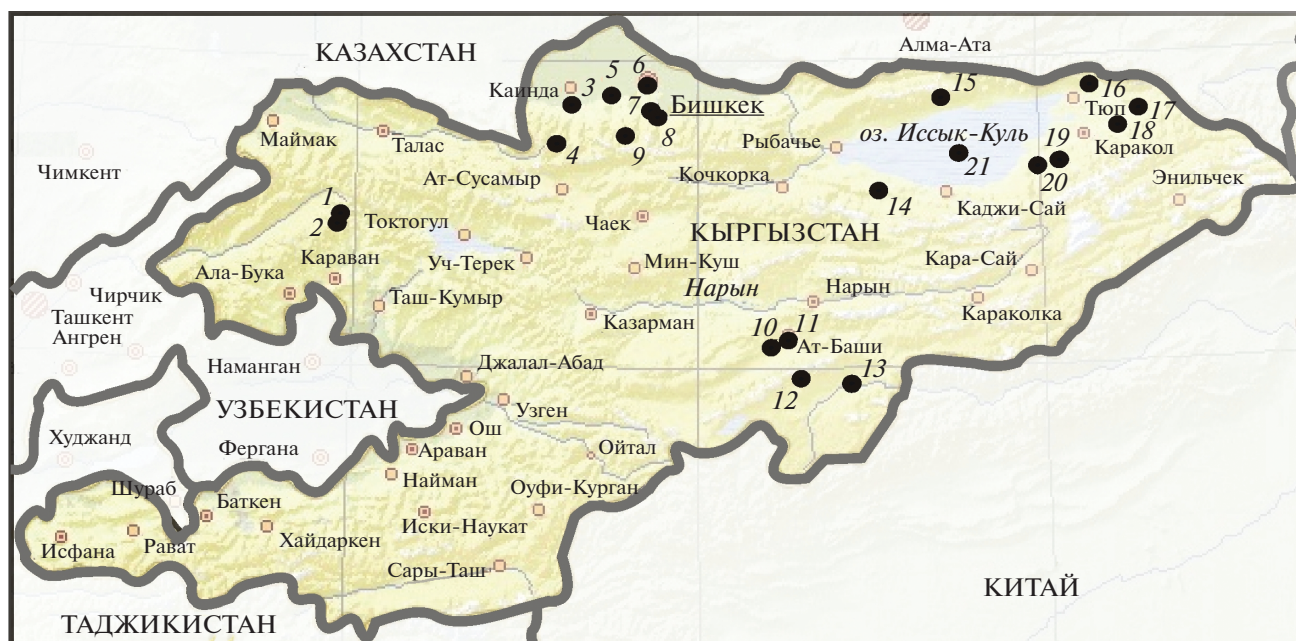 КАЗАХСТАН
Алма-Ата
Каинда
3
5
6
7
Бишкек
8
15
16
Тюп
17
18
Маймак
Талас
4
9
Рыбачье
оз. Иссык-Куль
19
Каракол
Чимкент
Ат-Сусамыр
Кочкорка
21
20
Энильчек
1
2
Токтогул
Чаек
14
Каджи-Сай
КЫРГЫЗСТАН
Караван
Уч-Терек
Мин-Куш
Кара-Сай
Ала-Бука
Нарын
Нарын
Чирчик
Таш-Кумыр
Караколка
Ташкент
Казарман
Ангрен
10
11
Ат-Баши
Наманган
Джалал-Абад
12
13
УЗБЕКИСТАН
Узген
Худжанд
Ош
Фергана
Араван
Ойтал
Найман
Шураб
Баткен
Оуфи-Курган
Иски-Наукат
Исфана
Рават
Хайдаркен
Сары-Таш
КИТАЙ
ТАДЖИКИСТАН